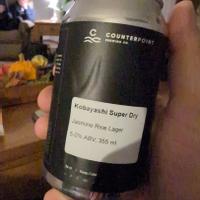 C
COUNTERPOINT
BREWING CO.
Kobayashi Super Dry
Jasmine Rice Lager
5.0% ABV, 355 ml